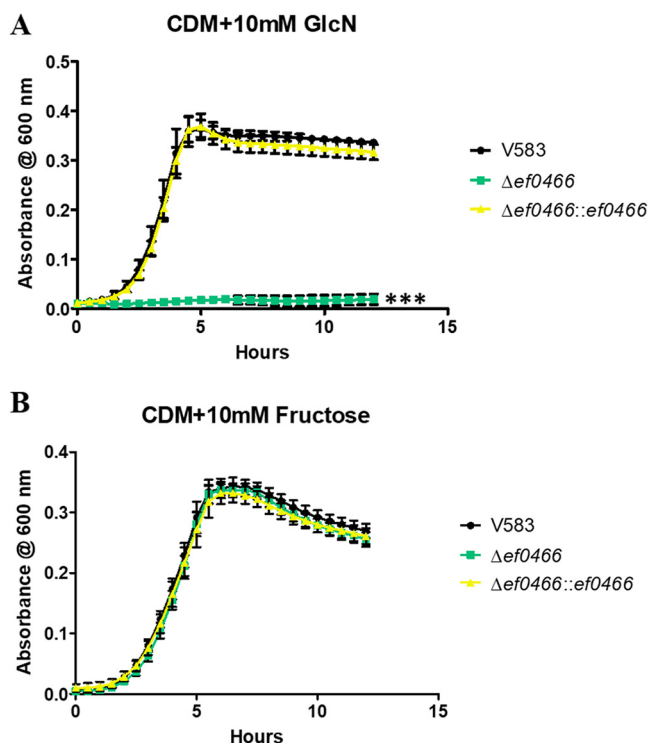 A
CDM+10mM GlcN
Absorbance @ 600 nm
0.5
0.4
0.3
0.2
0.1
0.0
0
5
10
15
Hours
***
V583
Δef0466
Δef0466::ef0466
B
CDM+10mM Fructose
Absorbance @ 600 nm
0.4
0.3
0.2
0.1
0.0
0
5
10
15
Hours
V583
Δef0466
Δef0466::ef0466